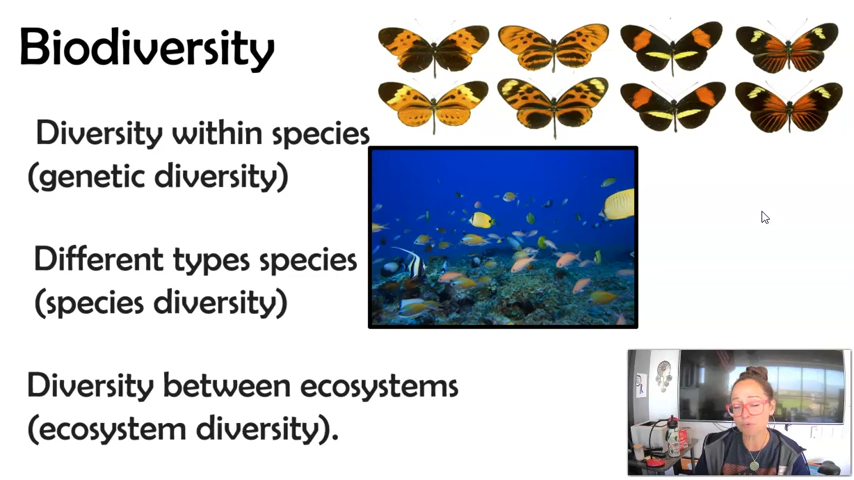 Biodiversity
Diversity within species
(genetic diversity)
Different types species
(species diversity)
Diversity between ecosystems
(ecosystem diversity).